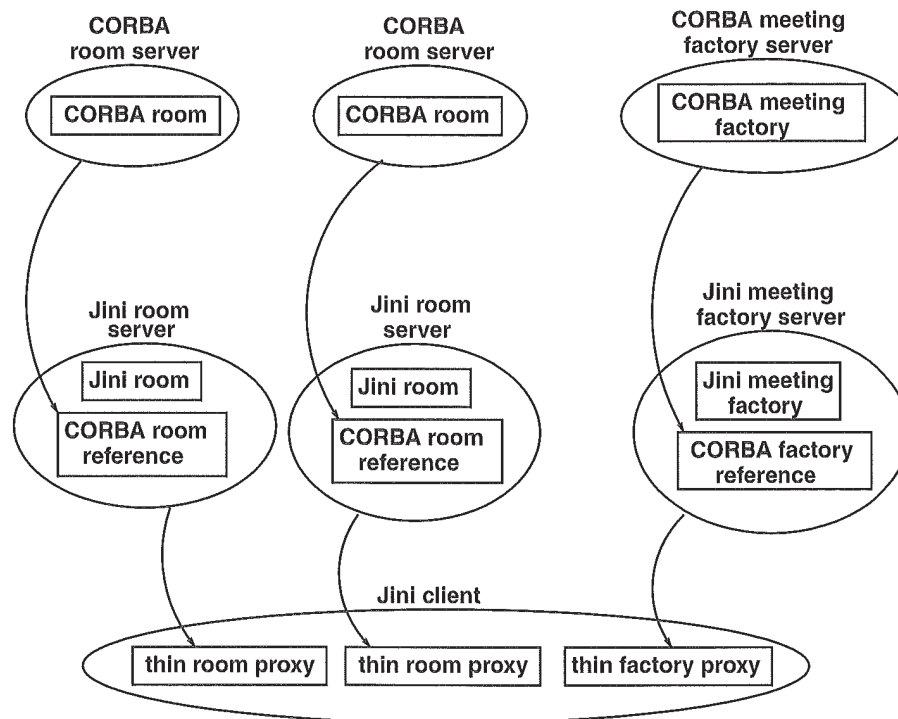 CORBA
room server
CORBA
room server
CORBA meeting
factory server
CORBA room
CORBA room
CORBA meeting
factory
Jini room
server
Jini room
server
Jini meeting
factory server
Jini room
CORBA room
reference
Jini room
CORBA room
reference
Jini meeting
factory
CORBA factory
reference
Jini client
thin room proxy
thin room proxy
thin factory proxy